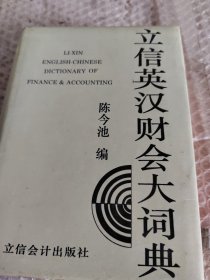 立信英汉财会大词典
LI XIN
ENGLISH-CHINESE
DICTIONARY OF
FINANCE & ACCOUNTING
陈今池 编
立信会计出版社